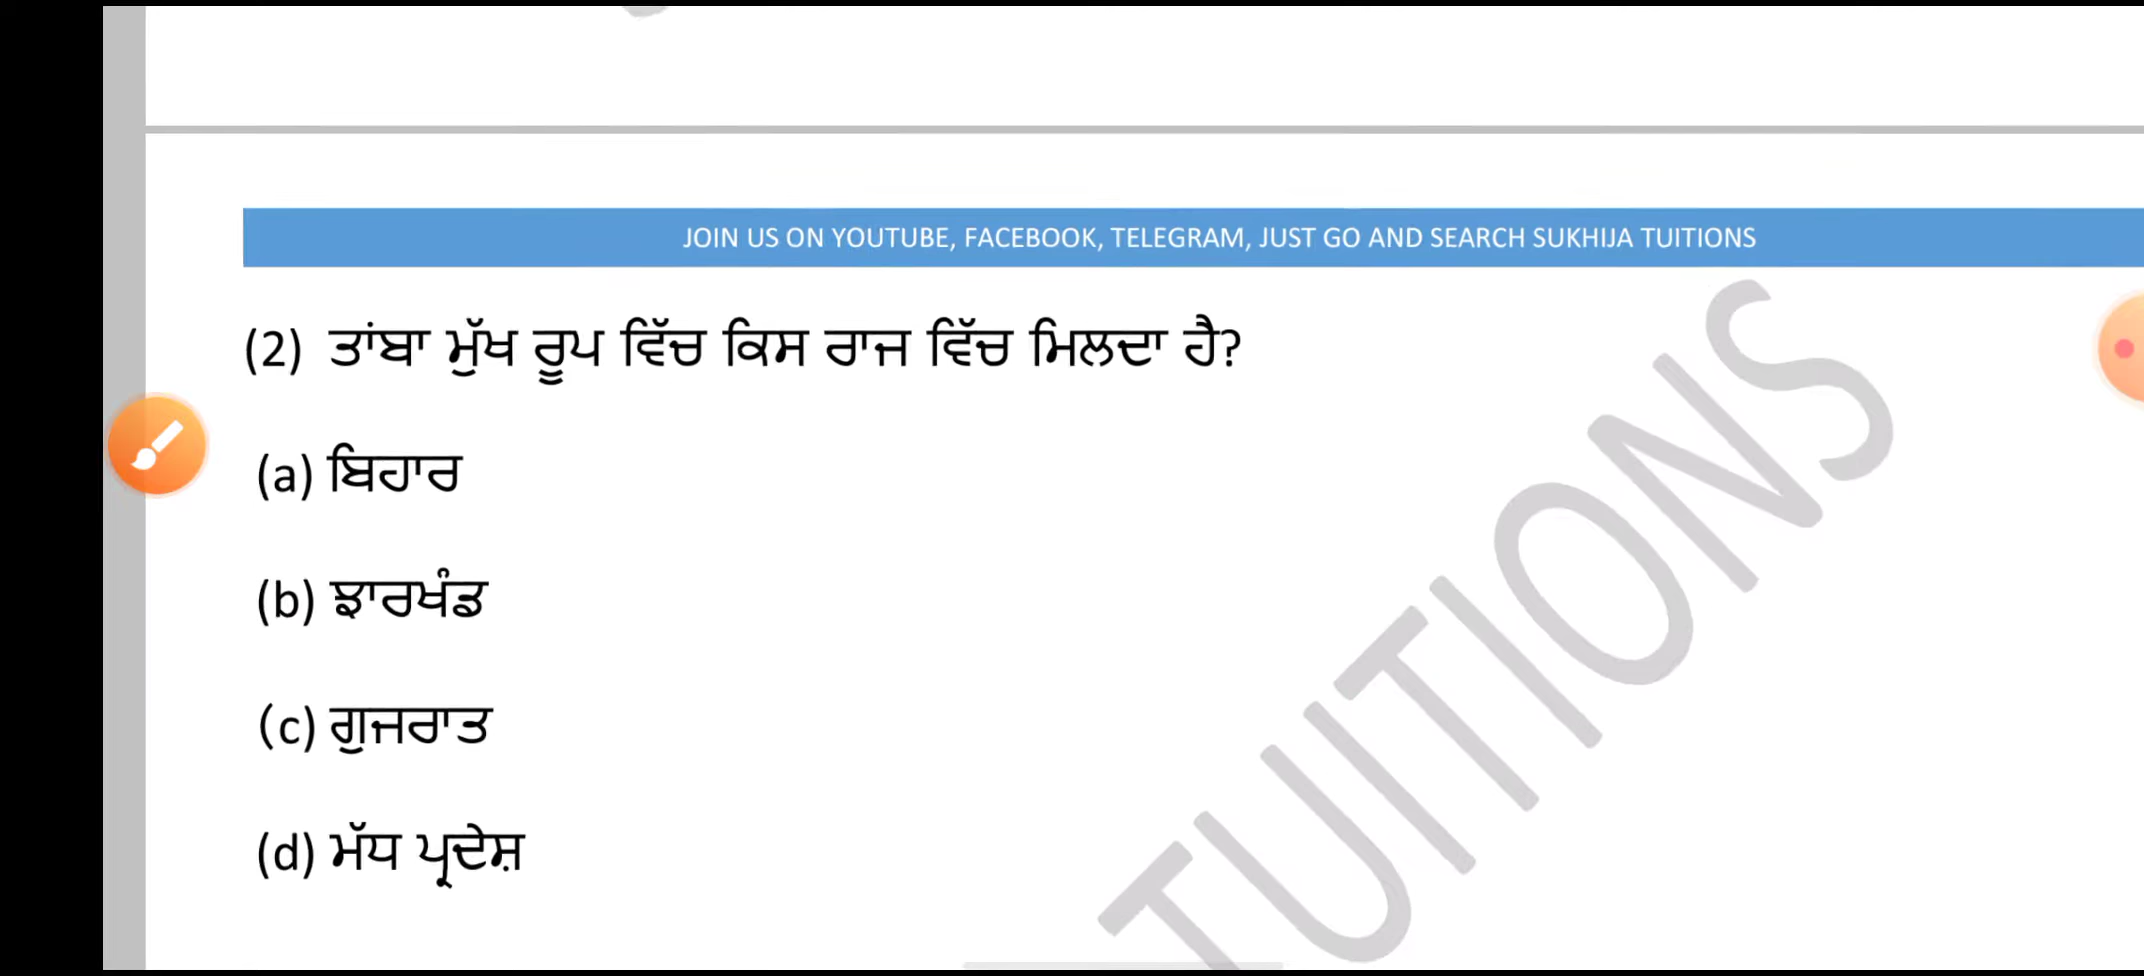 JOIN US ON YOUTUBE, FACEBOOK, TELEGRAM, JUST GO AND SEARCH SUKHIJA TUITIONS
(2) ਤਾਂਬਾ ਮੁੱਖ ਰੂਪ ਵਿੱਚ ਕਿਸ ਰਾਜ ਵਿੱਚ ਮਿਲਦਾ ਹੈ?
(a) ਬਿਹਾਰ
(b) ਝਾਰਖੰਡ
(c) ਗੁਜਰਾਤ
(d) ਮੱਧ ਪ੍ਰਦੇਸ਼
TUITIONS